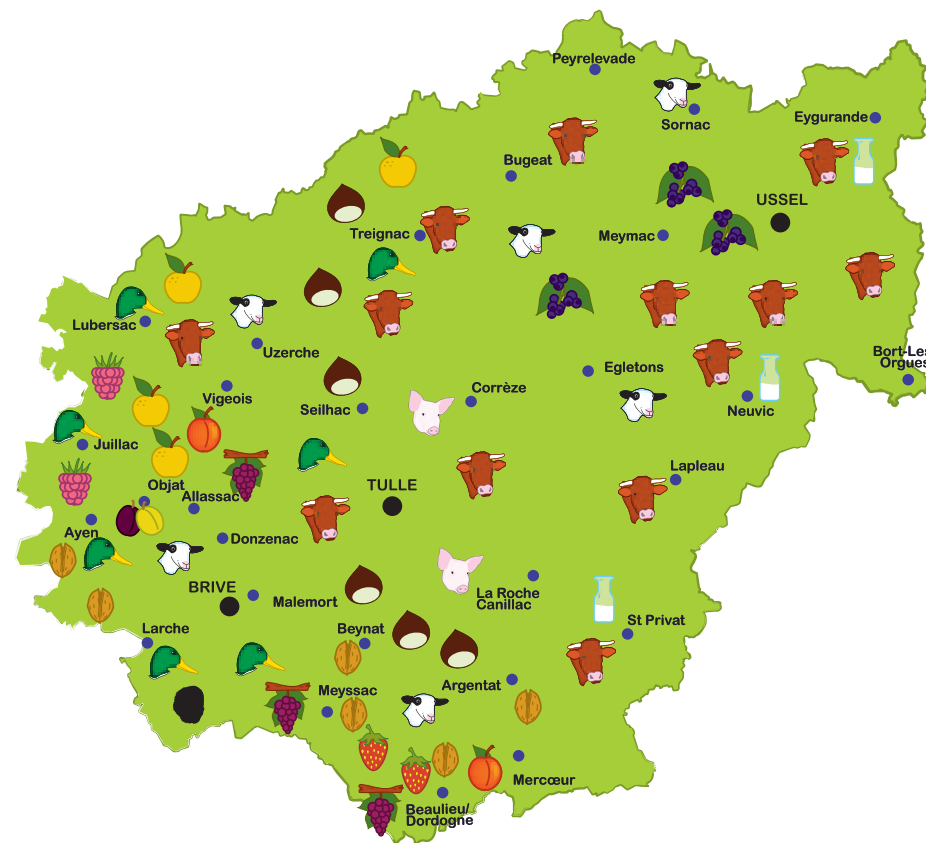 Peyrelevade
Sornac
Eygurande
Bugeat
USSEL
Treignac
Meymac
Lubersac
Uzerche
Bort-Les
Orgues
Egletons
Corrèze
Vigeois
Seilhac
Neuvic
Juillac
Lapleau
Objat
TULLE
Allassac
Ayen
Donzenac
BRIVE
Malemort
La Roche
Canillac
St Privat
Larche
Beynat
Argentat
Meyssac
Mercœur
Beaulieu/
Dordogne